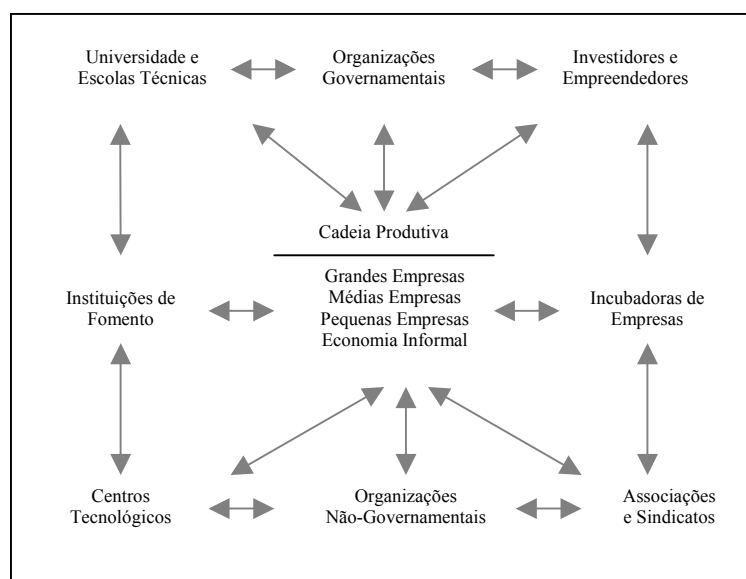 Universidade e
Escolas Técnicas
Organizações
Governamentais
Investidores e
Empreendedores
Cadeia Produtiva
Instituições de
Fomento
Grandes Empresas
Médias Empresas
Pequenas Empresas
Economia Informal
Incubadoras de
Empresas
Centros
Tecnológicos
Organizações
Não-Governamentais
Associações
e Sindicatos